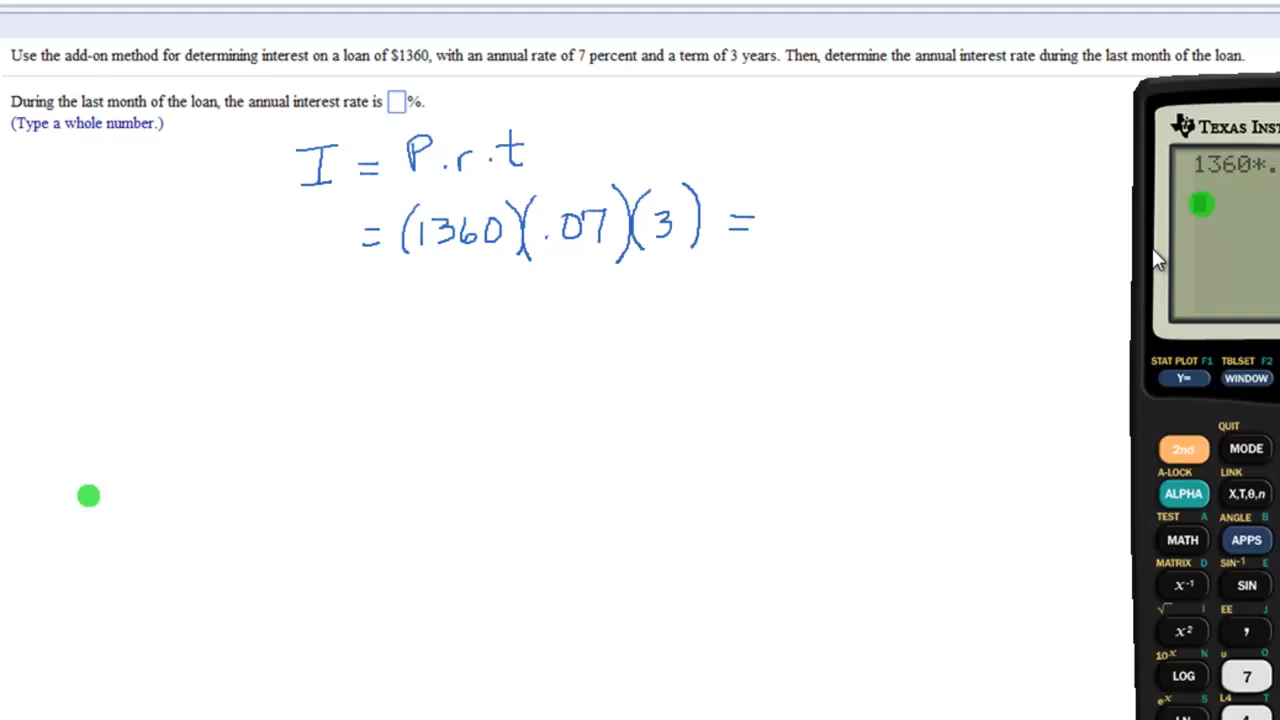 Use the add-on method for determining interest on a loan of $1360, with an annual rate of 7 percent and a term of 3 years. Then, determine the annual interest rate during the last month of the loan.
During the last month of the loan, the annual interest rate is %.
(Type a whole number.)
I = P.r.t
= (1360)(.07)(3) =
TEXAS
1360*.
STAT PLOT F1 TBLSET F2
Y= WINDOW
QUIT
2nd MODE
A-LOCK LINK
ALPHA X,T,θ,n
TEST A ANGLE B
MATH APPS
MATRIX D SIN⁻¹ E
x⁻¹ SIN
√ I EE J
x² ,
10ˣ N u O
LOG 7
eˣ S L4 T
LN